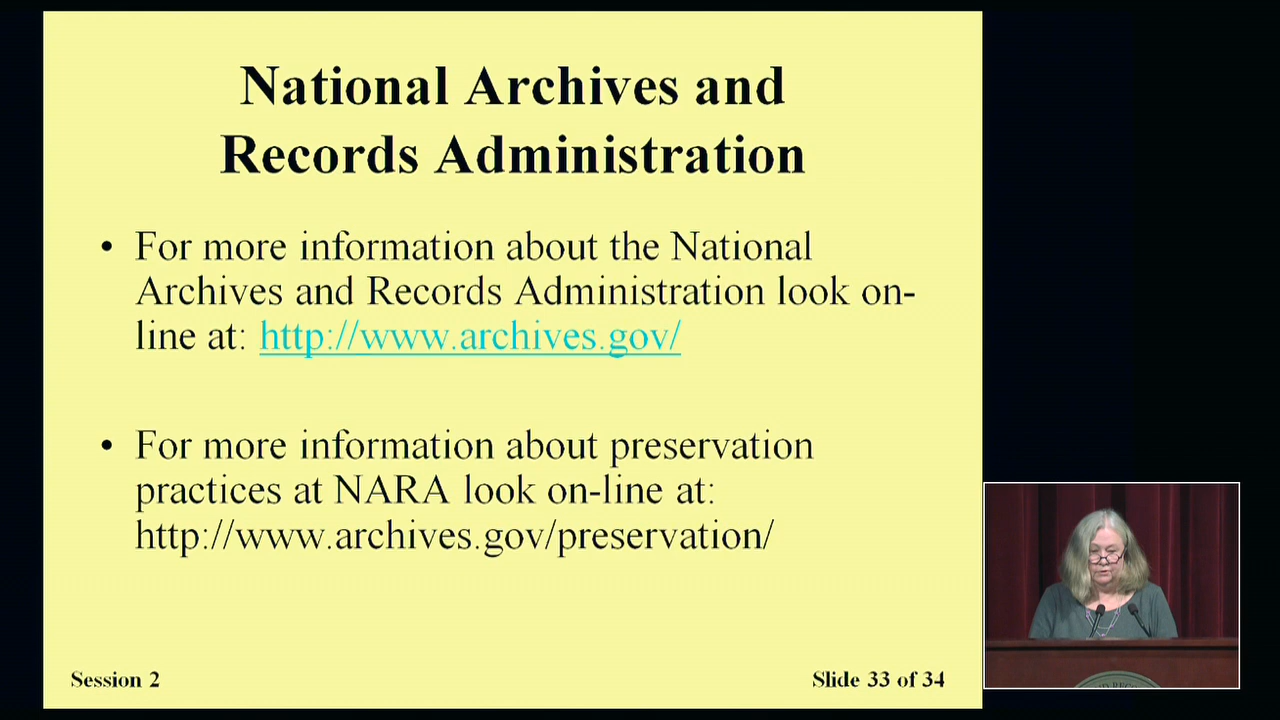 National Archives and
Records Administration
• For more information about the National
Archives and Records Administration look on-
line at: http://www.archives.gov/
• For more information about preservation
practices at NARA look on-line at:
http://www.archives.gov/preservation/
Session 2
Slide 33 of 34